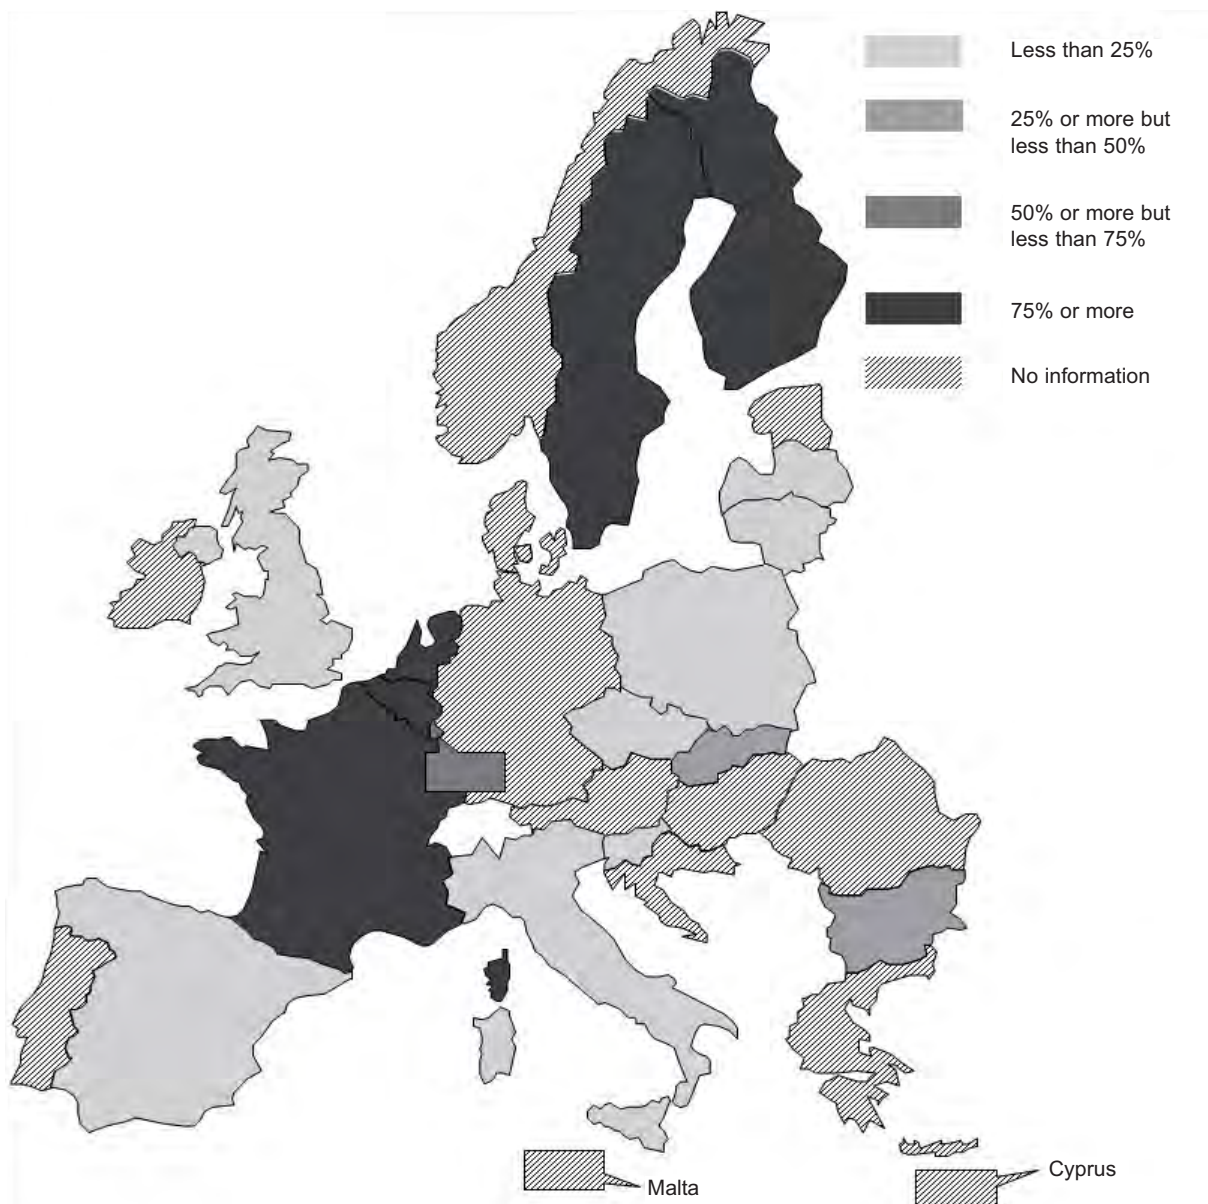 Less than 25%
25% or more but
less than 50%
50% or more but
less than 75%
75% or more
No information
Malta
Cyprus